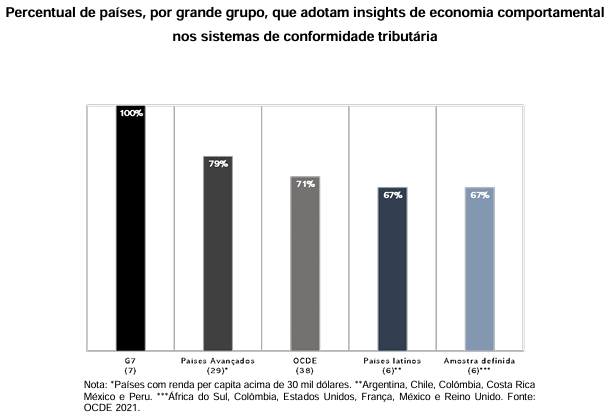 Percentual de países, por grande grupo, que adotam insights de economia comportamental
nos sistemas de conformidade tributária
100%
79%
71%
67%
67%
G7
(7)
Países Avançados
(29)*
OCDE
(38)
Países latinos
(6)**
Amostra definida
(6)***
Nota: *Países com renda per capita acima de 30 mil dólares. **Argentina, Chile, Colômbia, Costa Rica
México e Peru. ***África do Sul, Colômbia, Estados Unidos, França, México e Reino Unido. Fonte:
OCDE 2021.